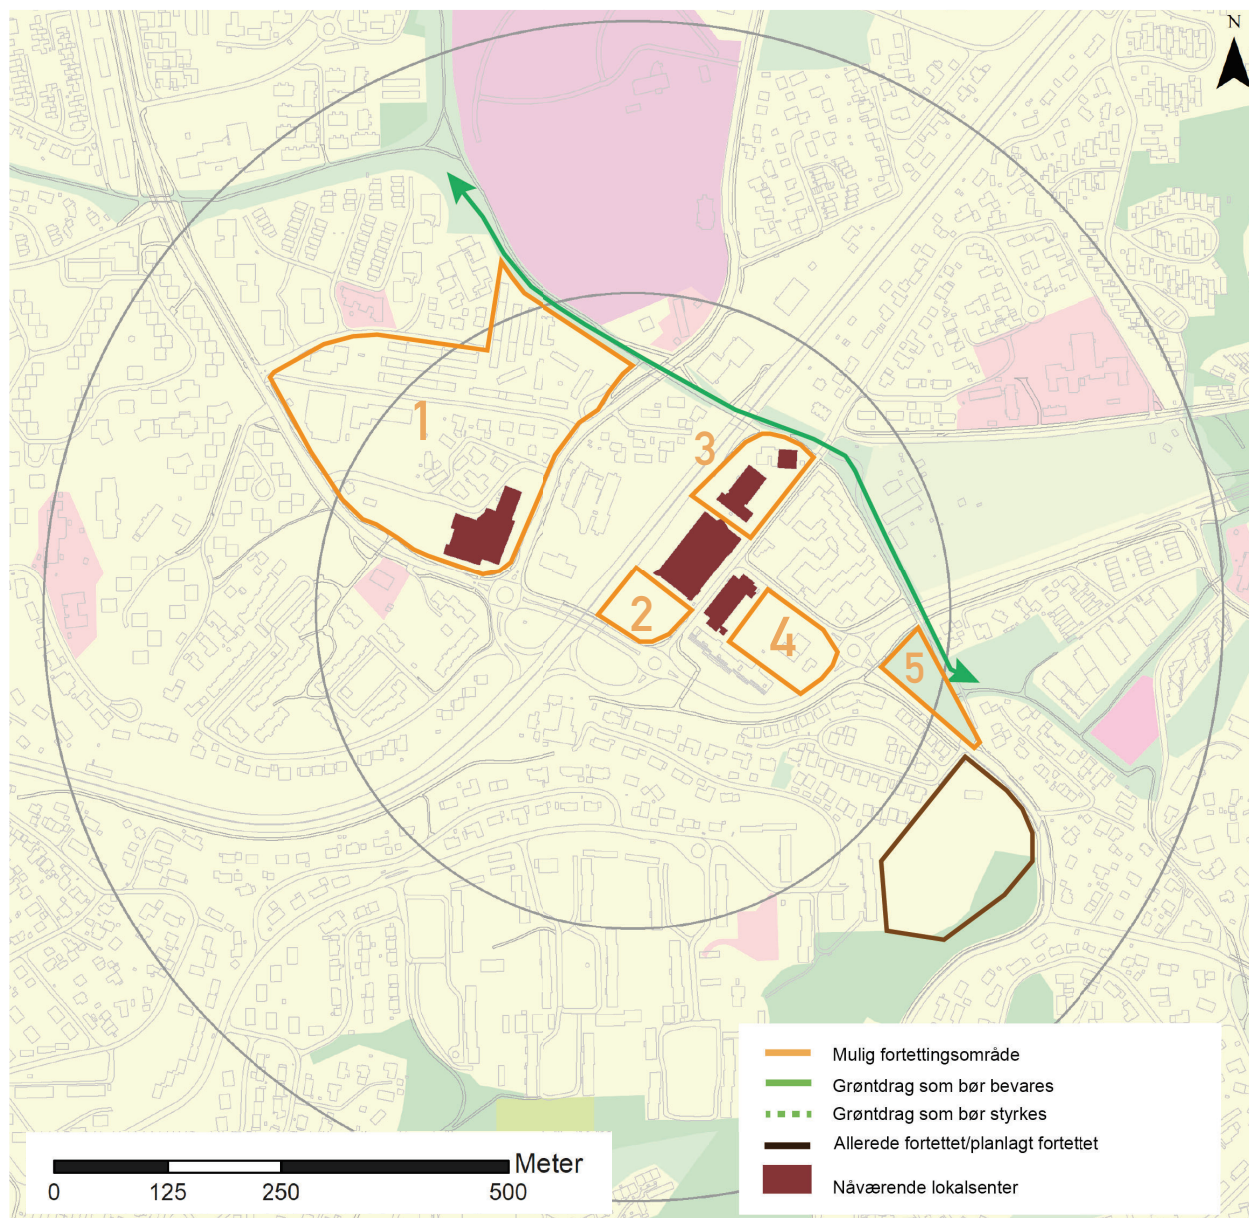 N
1
3
2
4
5
Mulig fortettingsområde
Grøntdrag som bør bevares
Grøntdrag som bør styrkes
Allerede fortettet/planlagt fortettet
Nåværende lokalsenter
Meter
0 125 250 500